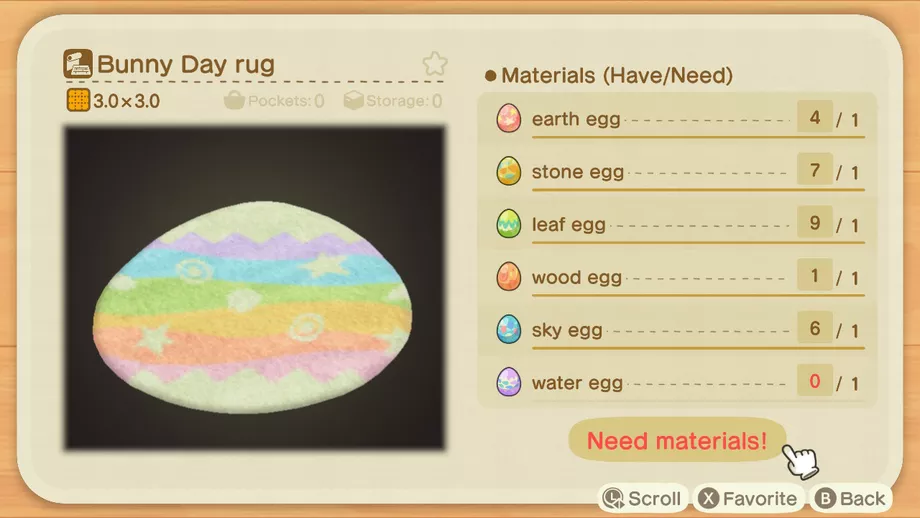 Bunny Day rug
3.0×3.0 Pockets: 0 Storage: 0
Materials (Have/Need)
earth egg 4 / 1
stone egg 7 / 1
leaf egg 9 / 1
wood egg 1 / 1
sky egg 6 / 1
water egg 0 / 1
Need materials!
L Scroll X Favorite B Back